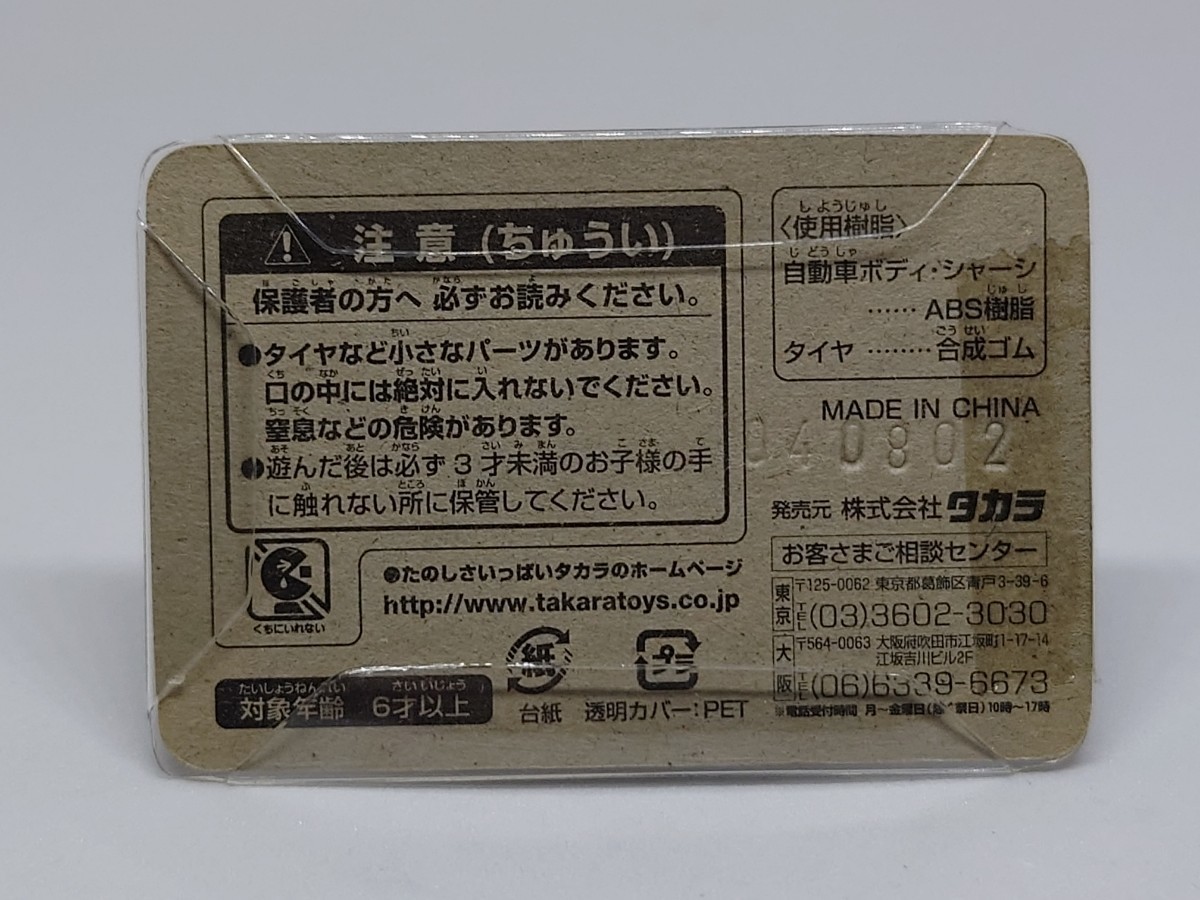 注意(ちゅうい)
保護者の方へ 必ずお読みください。
●タイヤなど小さなパーツがあります。
口の中には絶対に入れないでください。
窒息などの危険があります。
●遊んだ後は必ず3才未満のお子様の手
に触れない所に保管してください。
くちにいれない
●たのしさいっぱいタカラのホームページ
http://www.takaratoys.co.jp
対象年齢 6才以上
紙
台紙 透明カバー:PET
〈使用樹脂〉
自動車ボディ・シャーシ
……ABS樹脂
タイヤ………合成ゴム
MADE IN CHINA
040802
発売元 株式会社タカラ
お客さまご相談センター
東京 〒125-0062 東京都葛飾区青戸3-39-6
TEL(03)3602-3030
大阪 〒564-0063 大阪府吹田市江坂町1-17-14
江坂吉川ビル2F
TEL(06)6339-6673
※電話受付時間 月〜金曜日 10時〜17時